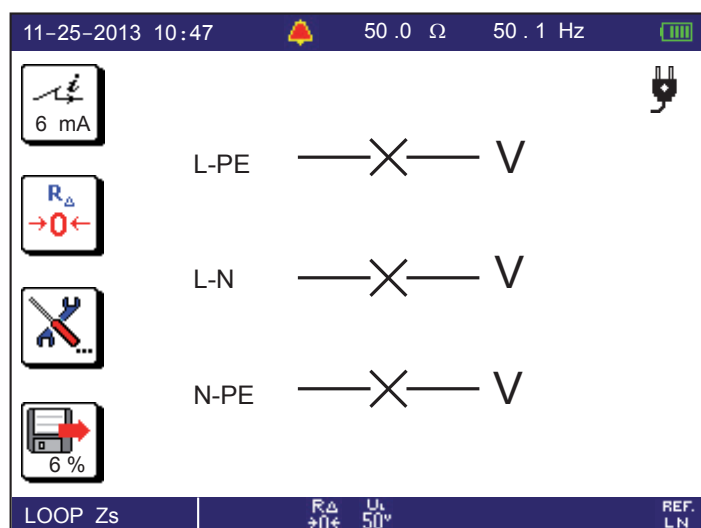 11-25-2013 10:47 50.0 Ω 50.1 Hz
i
6 mA
L-PE V
R△
→0←
L-N V
...
N-PE V
6 %
LOOP Zs R△ →0← UL 50V REF. LN